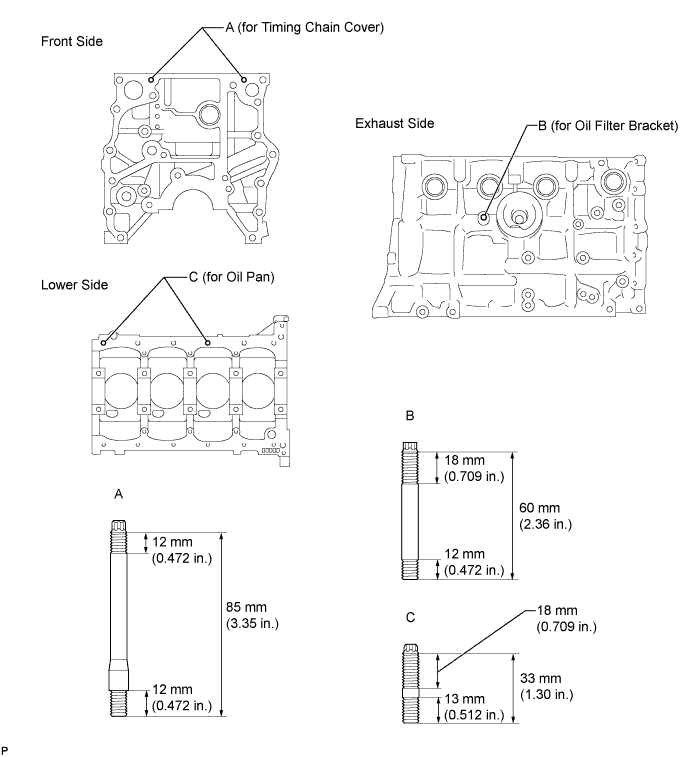 A (for Timing Chain Cover)
Front Side
Exhaust Side
B (for Oil Filter Bracket)
Lower Side
C (for Oil Pan)
B
18 mm
(0.709 in.)
60 mm
(2.36 in.)
12 mm
(0.472 in.)
A
12 mm
(0.472 in.)
85 mm
(3.35 in.)
12 mm
(0.472 in.)
C
18 mm
(0.709 in.)
33 mm
(1.30 in.)
13 mm
(0.512 in.)
P